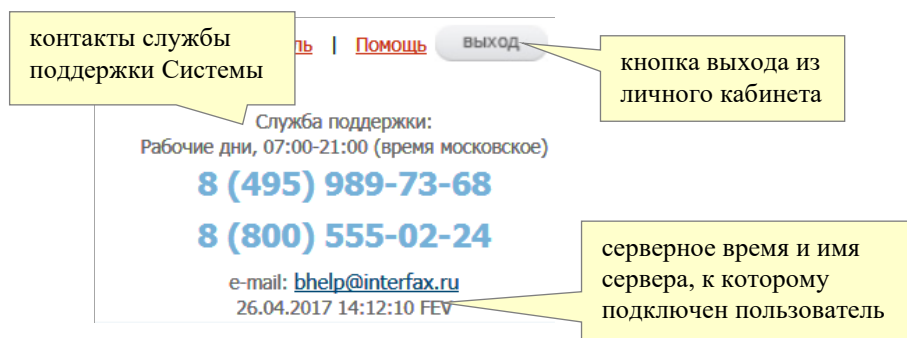 контакты службы
поддержки Системы
| Помощь выход
кнопка выхода из
личного кабинета
Служба поддержки:
Рабочие дни, 07:00-21:00 (время московское)
8 (495) 989-73-68
8 (800) 555-02-24
e-mail: bhelp@interfax.ru
26.04.2017 14:12:10 FEV
серверное время и имя
сервера, к которому
подключен пользователь